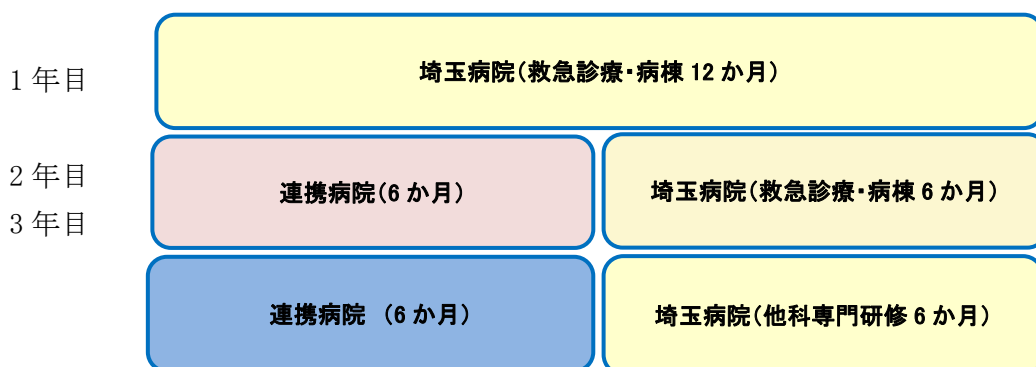 1 年目
埼玉病院(救急診療・病棟 12 か月)
2 年目
連携病院(6 か月)
埼玉病院(救急診療・病棟 6 か月)
3 年目
連携病院 (6 か月)
埼玉病院(他科専門研修 6 か月)